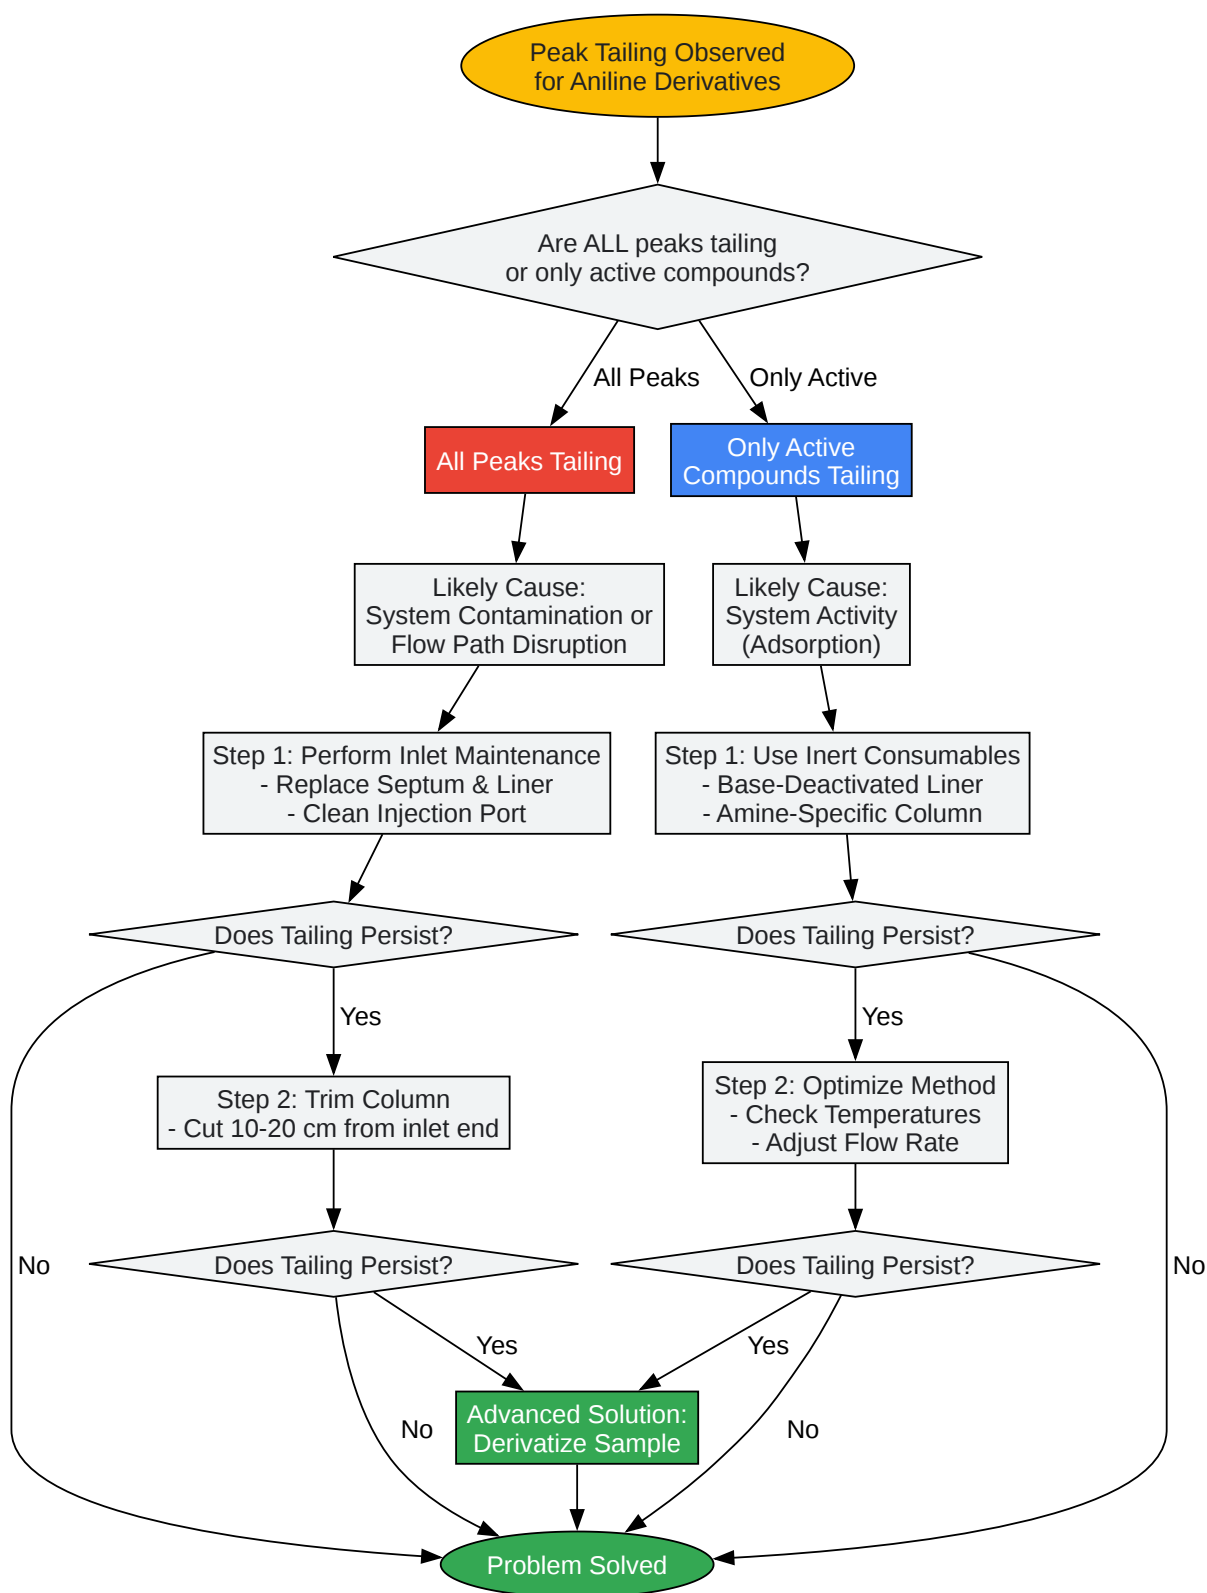 Peak Tailing Observed
for Aniline Derivatives
Are ALL peaks tailing
or only active compounds?
All Peaks
Only Active
All Peaks Tailing
Only Active
Compounds Tailing
Likely Cause:
System Contamination or
Flow Path Disruption
Likely Cause:
System Activity
(Adsorption)
Step 1: Perform Inlet Maintenance
- Replace Septum & Liner
- Clean Injection Port
Step 1: Use Inert Consumables
- Base-Deactivated Liner
- Amine-Specific Column
Does Tailing Persist?
Does Tailing Persist?
Yes
Yes
Step 2: Trim Column
- Cut 10-20 cm from inlet end
Step 2: Optimize Method
- Check Temperatures
- Adjust Flow Rate
No
Does Tailing Persist?
Does Tailing Persist?
No
Yes
Yes
No
Advanced Solution:
Derivatize Sample
No
Problem Solved